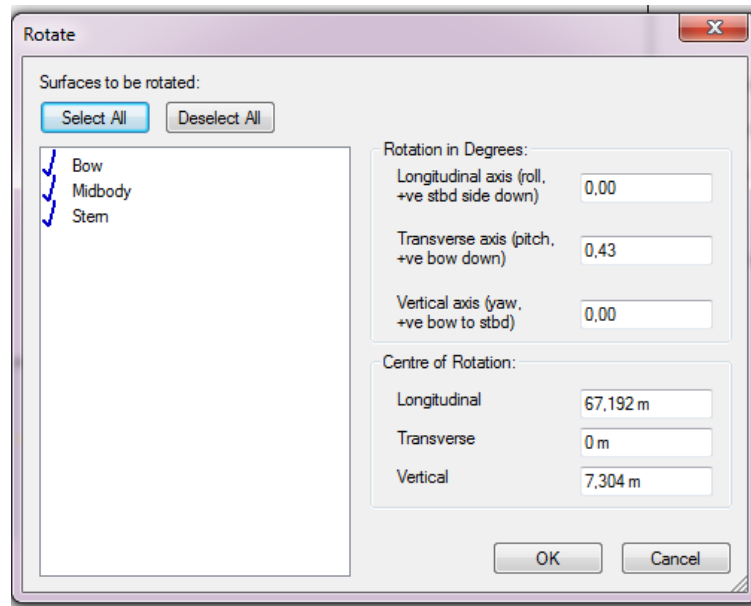 Rotate
Surfaces to be rotated:
Select All
Deselect All
Bow
Midbody
Stern
Rotation in Degrees:
Longitudinal axis (roll,
+ve stbd side down)
0,00
Transverse axis (pitch,
+ve bow down)
0,43
Vertical axis (yaw,
+ve bow to stbd)
0,00
Centre of Rotation:
Longitudinal
67,192 m
Transverse
0 m
Vertical
7,304 m
OK
Cancel